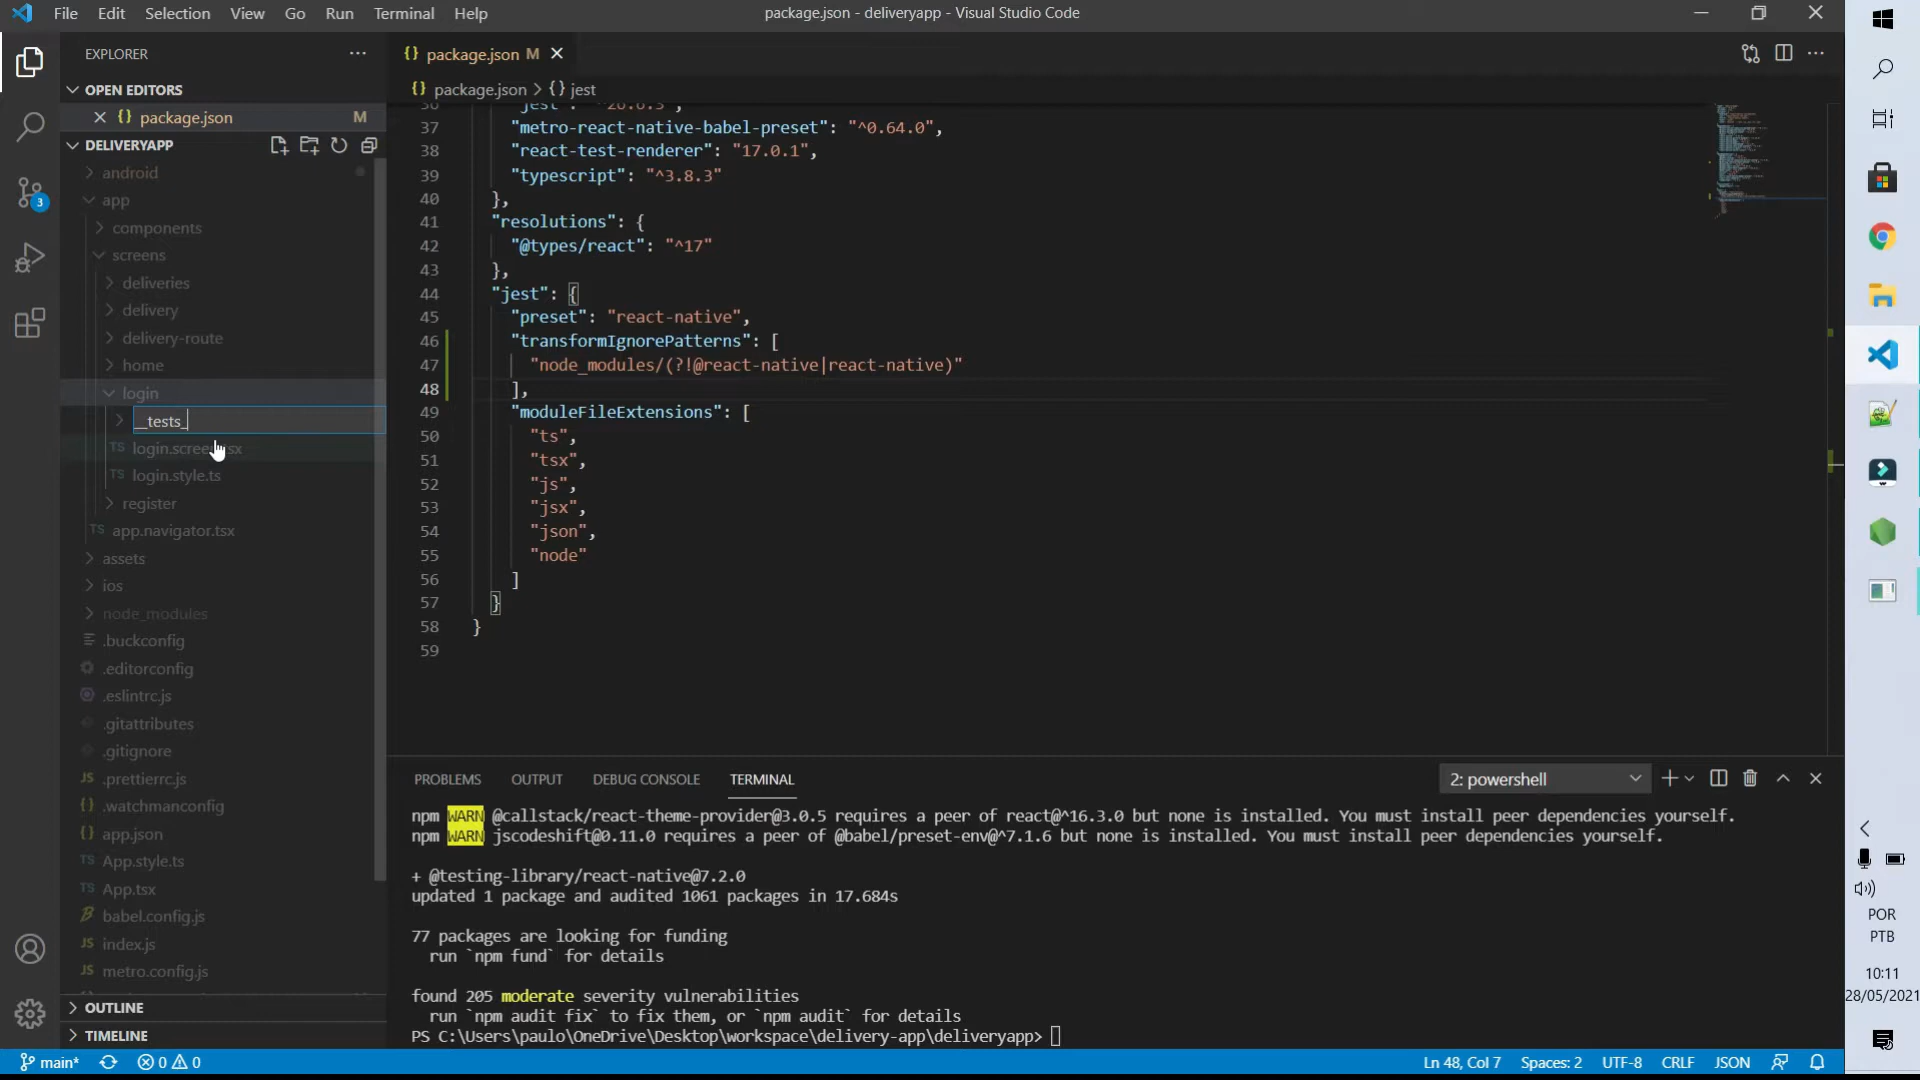 File Edit Selection View Go Run Terminal Help
package.json - deliveryapp - Visual Studio Code
EXPLORER
OPEN EDITORS
package.json M
DELIVERYAPP
android
app
components
screens
deliveries
delivery
delivery-route
home
login
__tests_
TS login.scree
TS login.style.ts
register
TS app.navigator.tsx
assets
ios
node_modules
.buckconfig
.editorconfig
.eslintrc.js
.gitattributes
.gitignore
JS .prettierrc.js
{} .watchmanconfig
{} app.json
TS App.style.ts
TS App.tsx
babel.config.js
JS index.js
JS metro.config.js
OUTLINE
TIMELINE
3
{} package.json M
{} package.json > {} jest
37 "metro-react-native-babel-preset": "^0.64.0",
38 "react-test-renderer": "17.0.1",
39 "typescript": "^3.8.3"
40 },
41 "resolutions": {
42 "@types/react": "^17"
43 },
44 "jest": {
45 "preset": "react-native",
46 "transformIgnorePatterns": [
47 "node_modules/(?!@react-native|react-native)"
48 ],
49 "moduleFileExtensions": [
50 "ts",
51 "tsx",
52 "js",
53 "jsx",
54 "json",
55 "node"
56 ]
57 }
58 }
59
PROBLEMS OUTPUT DEBUG CONSOLE TERMINAL
2: powershell
npm WARN @callstack/react-theme-provider@3.0.5 requires a peer of react@^16.3.0 but none is installed. You must install peer dependencies yourself.
npm WARN jscodeshift@0.11.0 requires a peer of @babel/preset-env@^7.1.6 but none is installed. You must install peer dependencies yourself.
+ @testing-library/react-native@7.2.0
updated 1 package and audited 1061 packages in 17.684s
77 packages are looking for funding
run `npm fund` for details
found 205 moderate severity vulnerabilities
run `npm audit fix` to fix them, or `npm audit` for details
PS C:\Users\paulo\OneDrive\Desktop\workspace\delivery-app\deliveryapp>
main* 0 0
Ln 48, Col 7 Spaces: 2 UTF-8 CRLF JSON
POR
PTB
10:11
28/05/2021